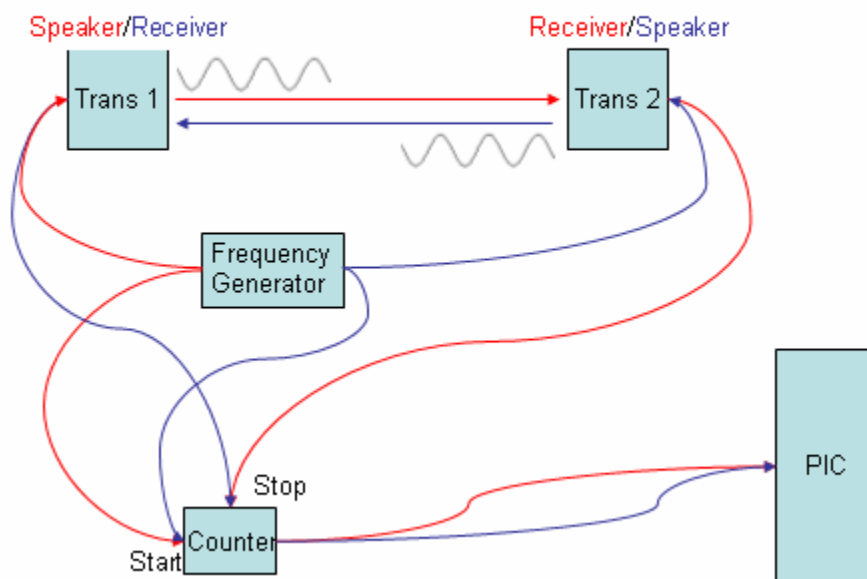 Speaker/Receiver
Receiver/Speaker
Trans 1
Trans 2
Frequency
Generator
PIC
Stop
Counter
Start